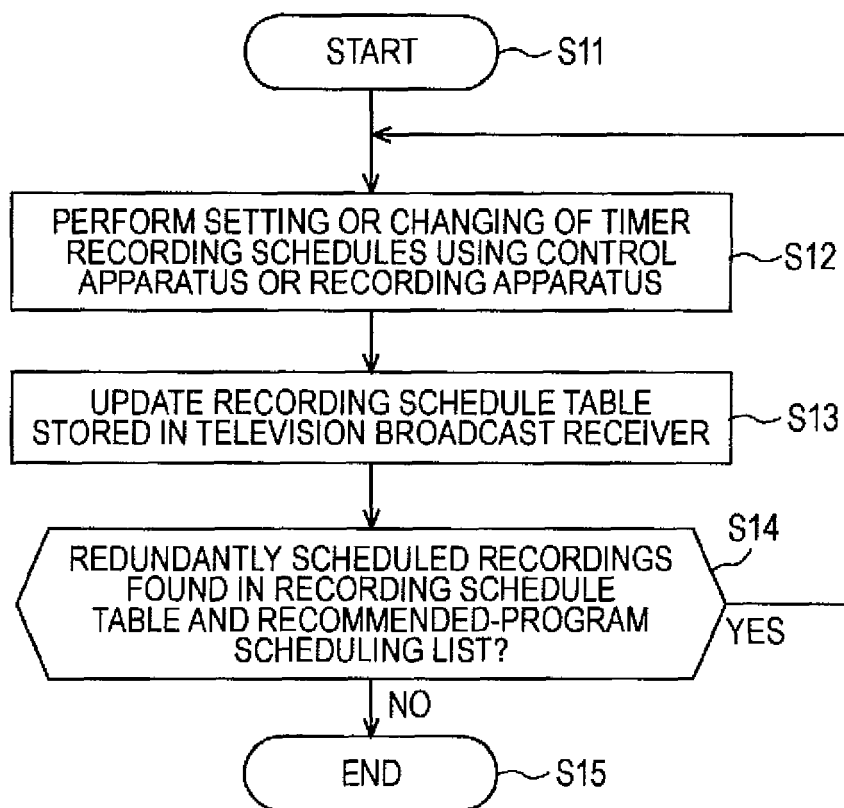 START
S11
PERFORM SETTING OR CHANGING OF TIMER
RECORDING SCHEDULES USING CONTROL
APPARATUS OR RECORDING APPARATUS
S12
UPDATE RECORDING SCHEDULE TABLE
STORED IN TELEVISION BROADCAST RECEIVER
S13
S14
REDUNDANTLY SCHEDULED RECORDINGS
FOUND IN RECORDING SCHEDULE
TABLE AND RECOMMENDED-PROGRAM
SCHEDULING LIST?
YES
NO
END
S15